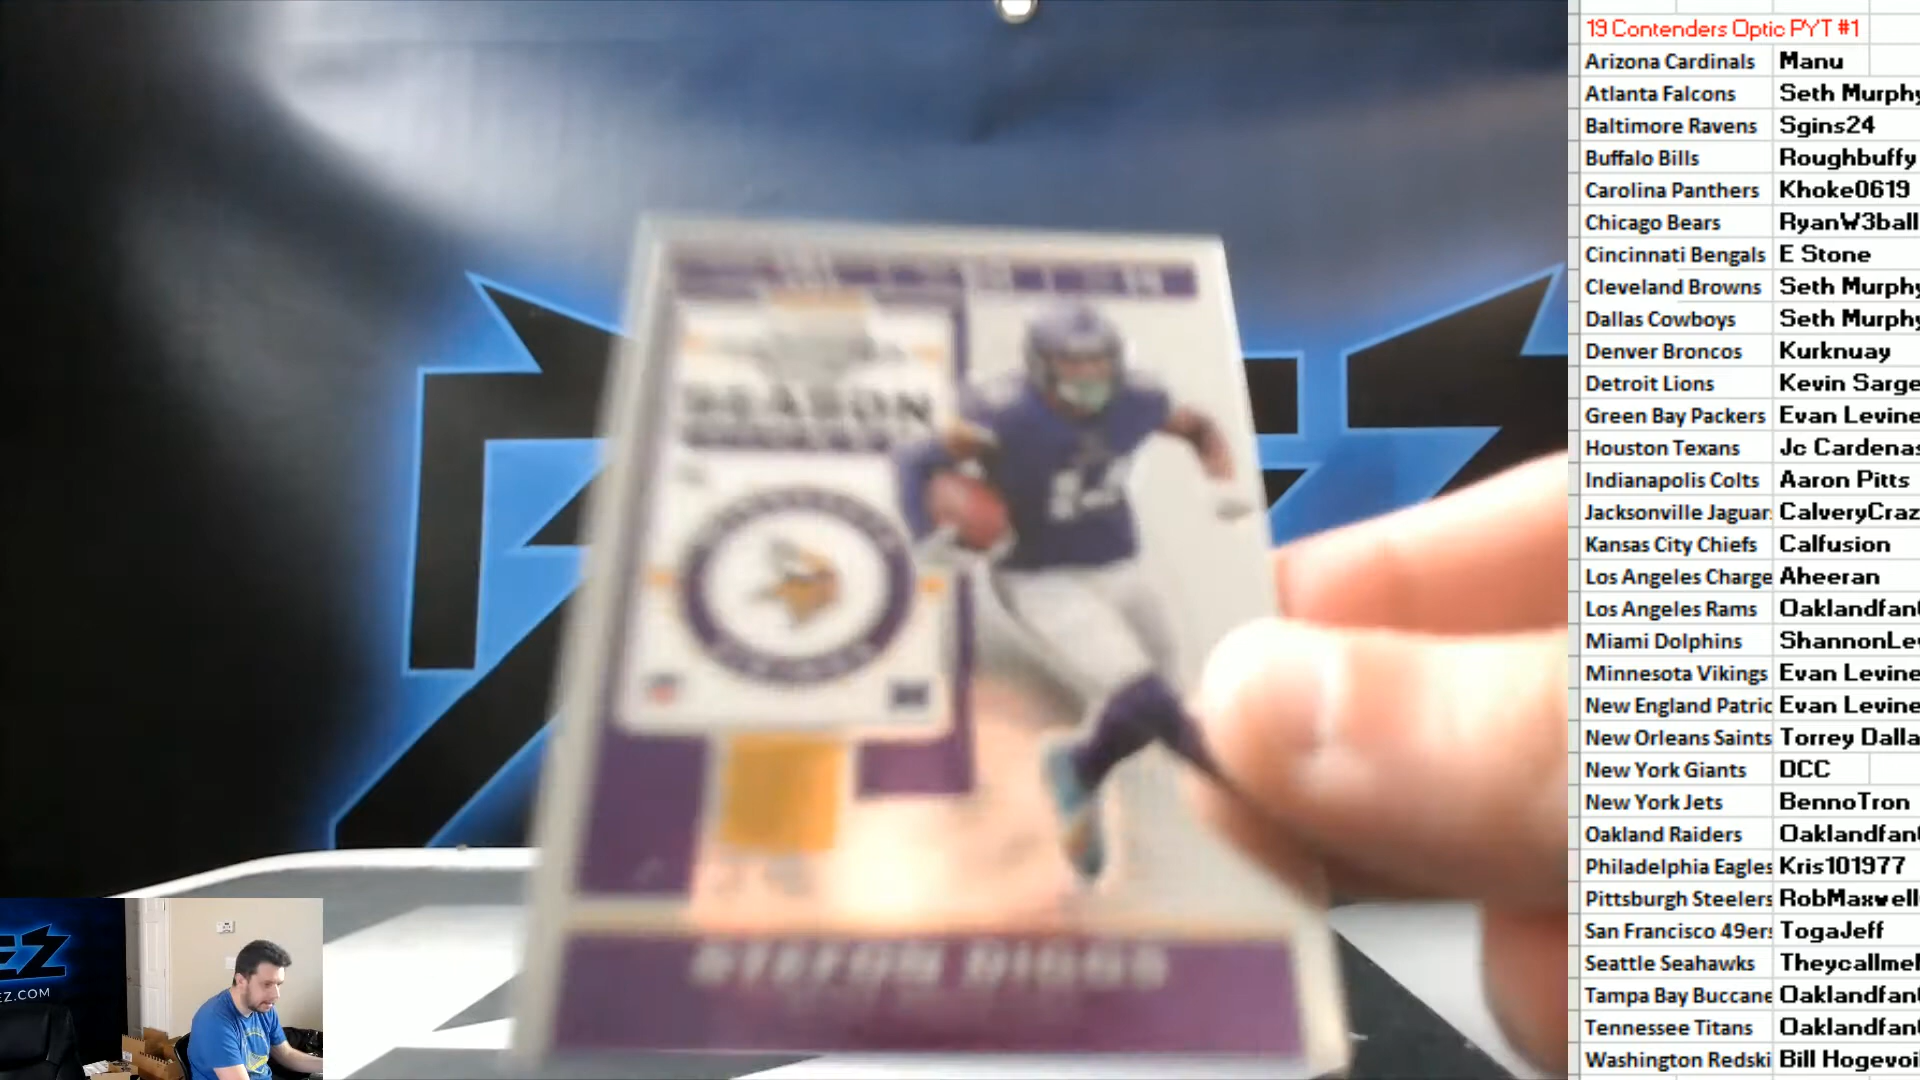 19 Contenders Optic PYT #1
Arizona Cardinals Manu
Atlanta Falcons Seth Murphy
Baltimore Ravens Sgins24
Buffalo Bills Roughbuffy
Carolina Panthers Khoke0619
Chicago Bears RyanW3ball
Cincinnati Bengals E Stone
Cleveland Browns Seth Murphy
Dallas Cowboys Seth Murphy
Denver Broncos Kurknuay
Detroit Lions Kevin Sarge
Green Bay Packers Evan Levine
Houston Texans Jc Cardenas
Indianapolis Colts Aaron Pitts
Jacksonville Jaguar CalveryCraz
Kansas City Chiefs Calfusion
Los Angeles Charge Aheeran
Los Angeles Rams Oaklandfan
Miami Dolphins ShannonLe
Minnesota Vikings Evan Levine
New England Patric Evan Levine
New Orleans Saints Torrey Dalla
New York Giants DCC
New York Jets BennoTron
Oakland Raiders Oaklandfan
Philadelphia Eagles Kris101977
Pittsburgh Steelers RobMaxwell
San Francisco 49ers TogaJeff
Seattle Seahawks Theycallme
Tampa Bay Buccane Oaklandfan
Tennessee Titans Oaklandfan
Washington Redski Bill Hogevoi
SEASON
14
STEFON DIGGS
EZ
EZ.COM